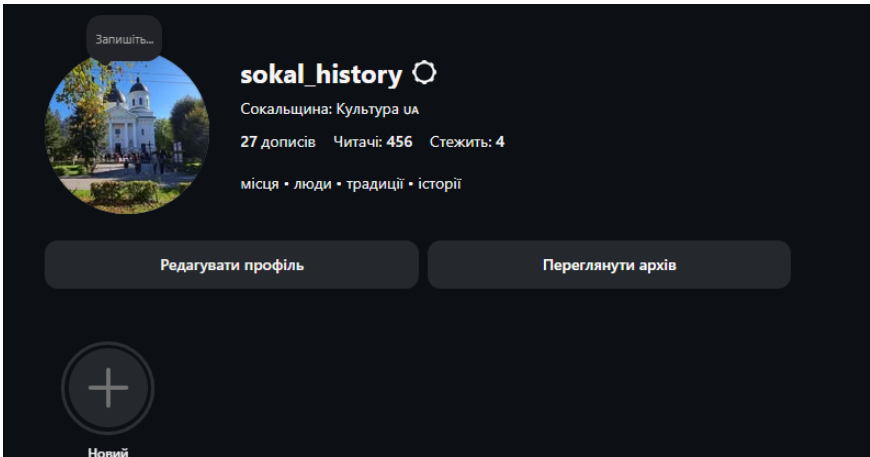 Запишіть...
sokal_history
Сокальщина: Культура UA
27 дописів Читачі: 456 Стежить: 4
місця • люди • традиції • історії
Редагувати профіль Переглянути архів
Новий